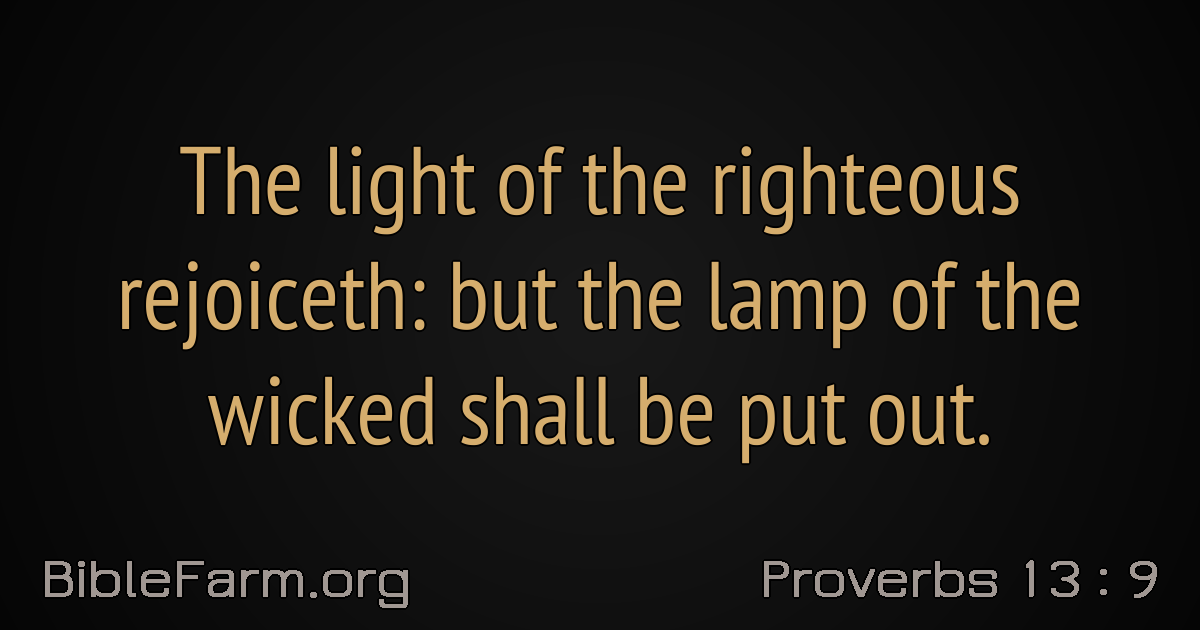 The light of the righteous
rejoiceth: but the lamp of the
wicked shall be put out.
BibleFarm.org
Proverbs 13 : 9